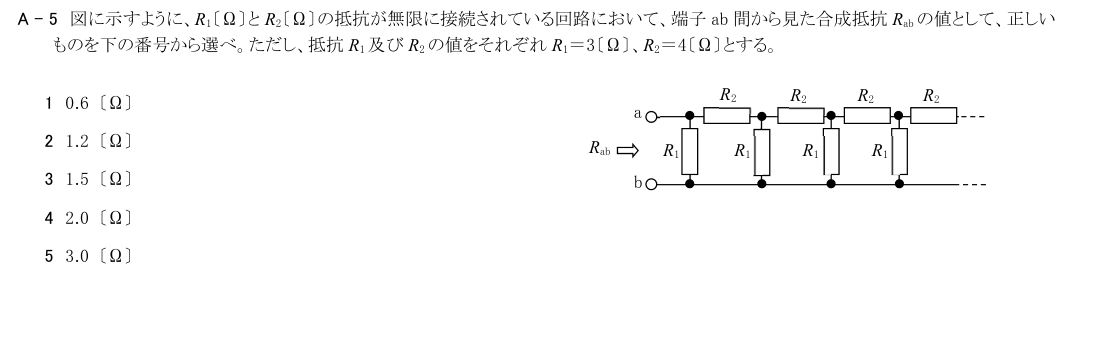 A－5 図に示すように、R1〔Ω〕とR2〔Ω〕の抵抗が無限に接続されている回路において、端子 ab 間から見た合成抵抗 Rabの値として、正しい
ものを下の番号から選べ。ただし、抵抗 R1 及び R2 の値をそれぞれ R1＝3〔Ω〕、R2＝4〔Ω〕とする。
1 0.6 〔Ω〕
2 1.2 〔Ω〕
3 1.5 〔Ω〕
4 2.0 〔Ω〕
5 3.0 〔Ω〕
R2 R2 R2 R2
a
Rab R1 R1 R1 R1
b